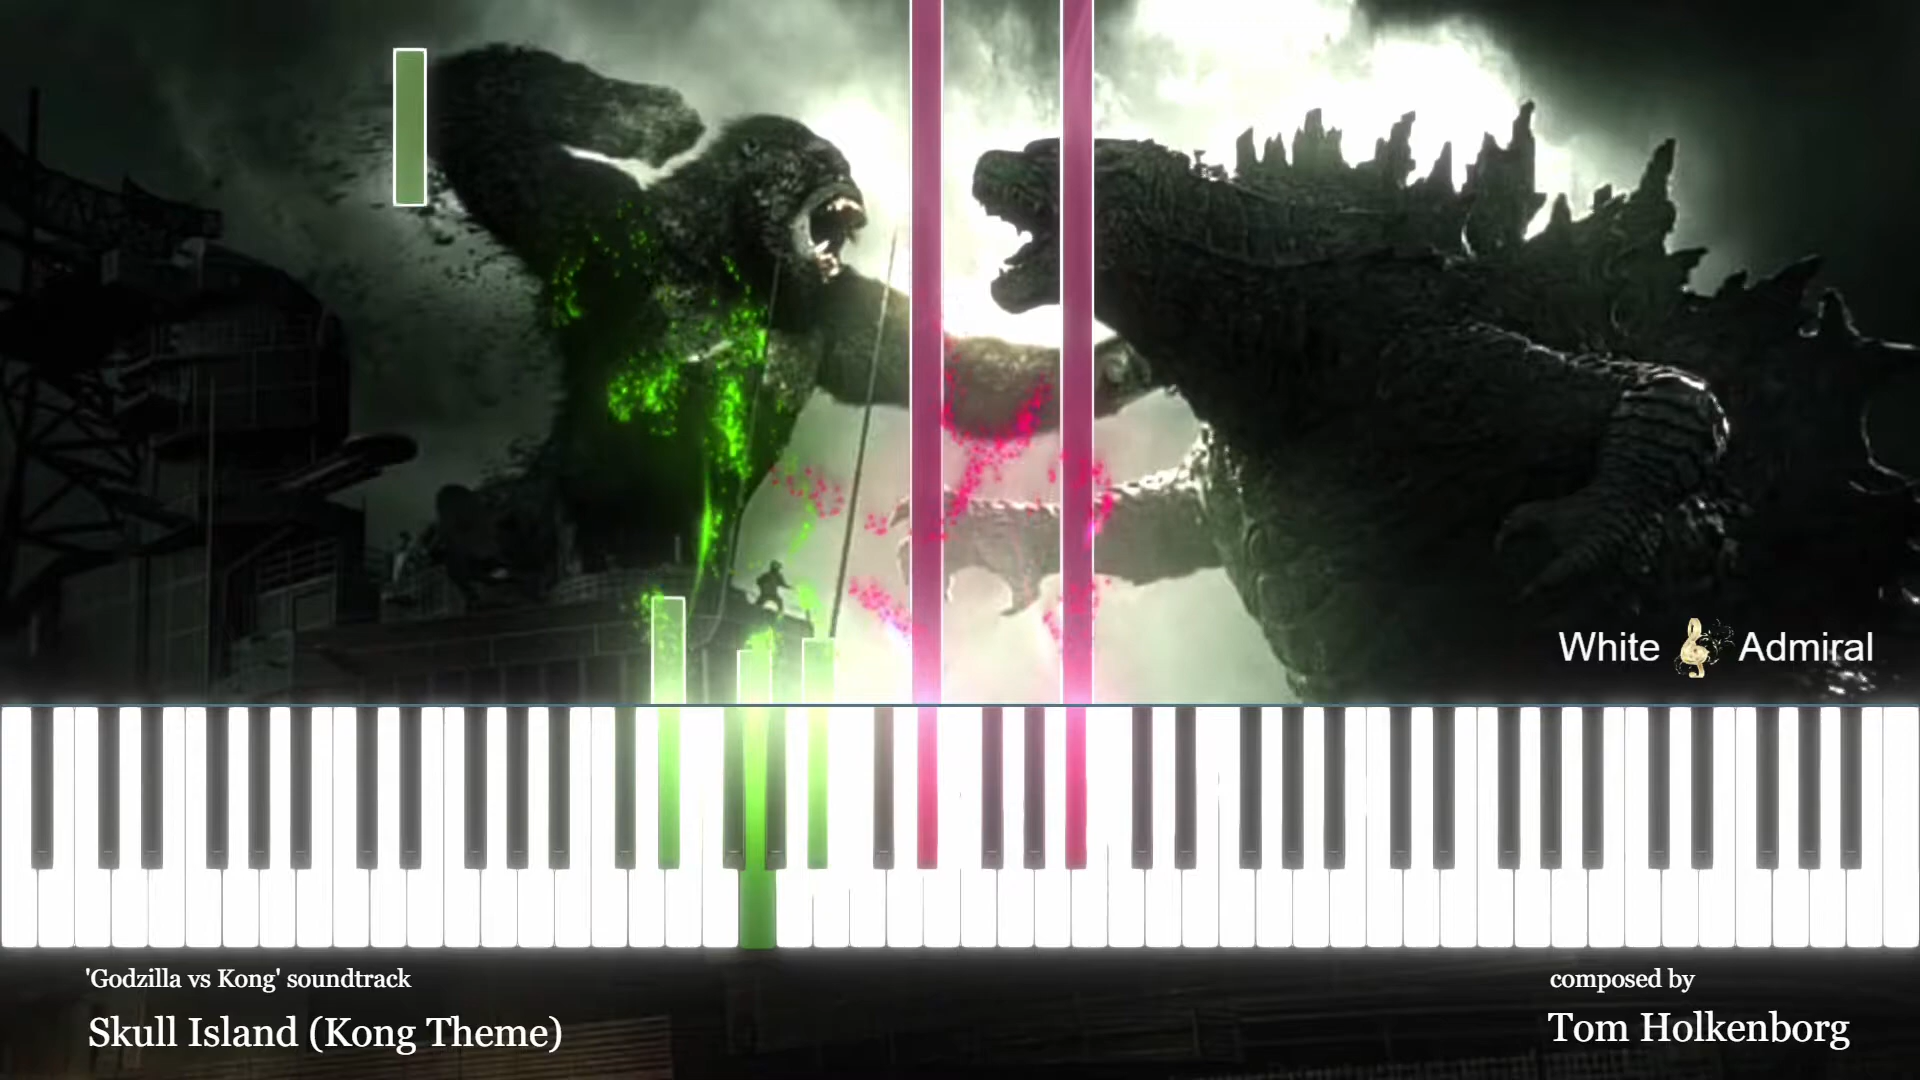 White Admiral
'Godzilla vs Kong' soundtrack
Skull Island (Kong Theme)
composed by
Tom Holkenborg